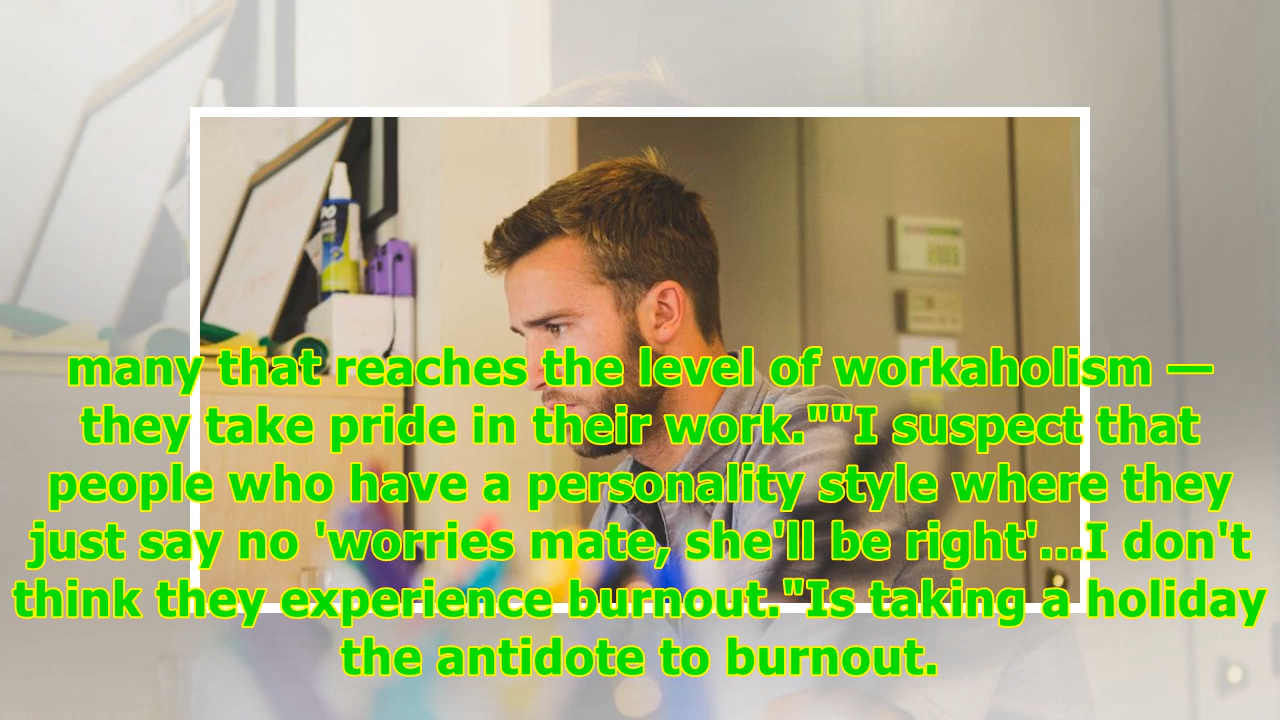 many that reaches the level of workaholism —
they take pride in their work.""I suspect that
people who have a personality style where they
just say no 'worries mate, she'll be right'...I don't
think they experience burnout."Is taking a holiday
the antidote to burnout.